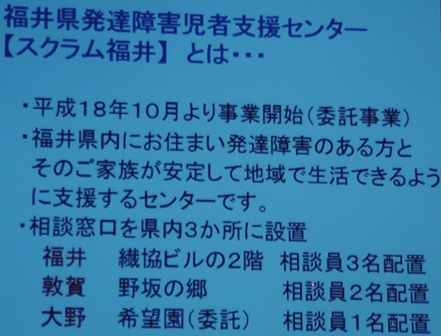 福井県発達障害児者支援センター
【スクラム福井】 とは・・・
・平成18年10月より事業開始(委託事業)
・福井県内にお住まい発達障害のある方と
そのご家族が安定して地域で生活できるよう
に支援するセンターです。
・相談窓口を県内3か所に設置
福井 繊協ビルの2階 相談員3名配置
敦賀 野坂の郷 相談員2名配置
大野 希望園(委託) 相談員1名配置